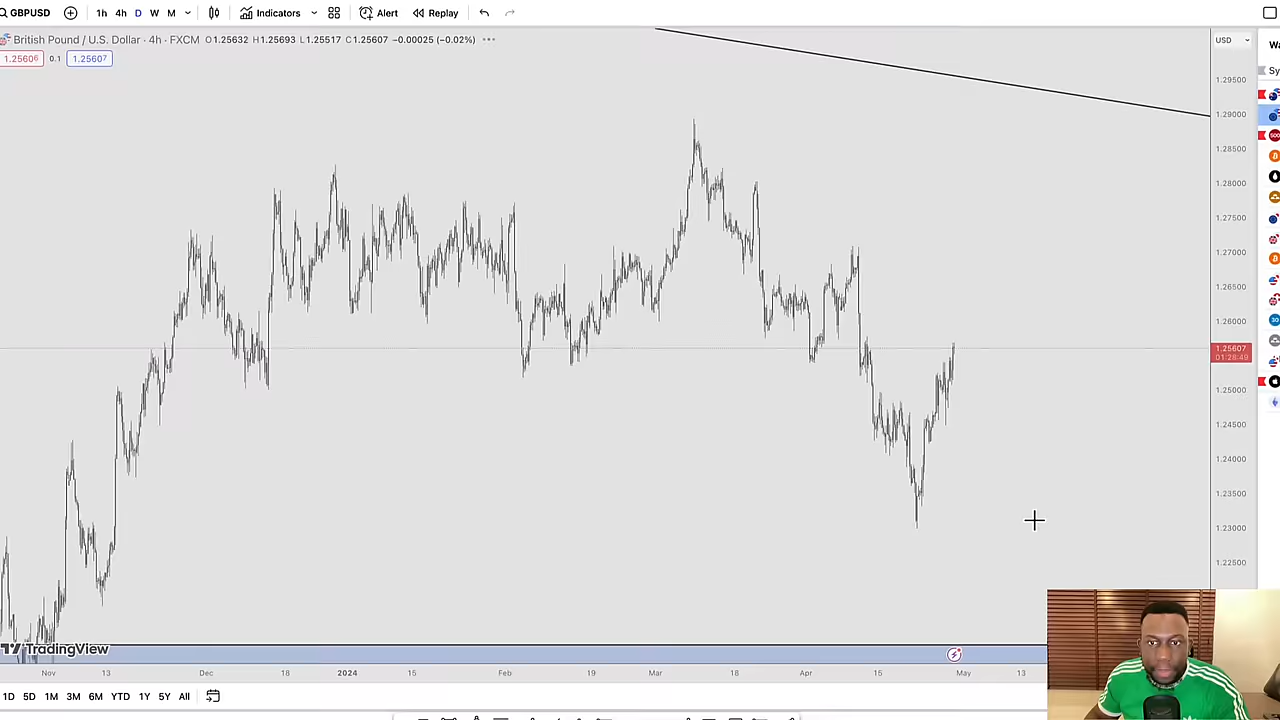 GBPUSD 1h 4h D W M Indicators Alert Replay
British Pound / U.S. Dollar · 4h · FXCM O1.25632 H1.25693 L1.25517 C1.25607 −0.00025 (−0.02%)
USD
Wa
1.25606 0.1 1.25607
Sy
1.29500
1.29000
1.28500
1.28000
1.27500
1.27000
1.26500
1.26000
1.25607
01:28:49
1.25000
1.24500
1.24000
1.23500
1.23000
1.22500
TradingView
Nov 13 Dec 18 2024 15 Feb 19 Mar 18 Apr 15 May 13
1D 5D 1M 3M 6M YTD 1Y 5Y All